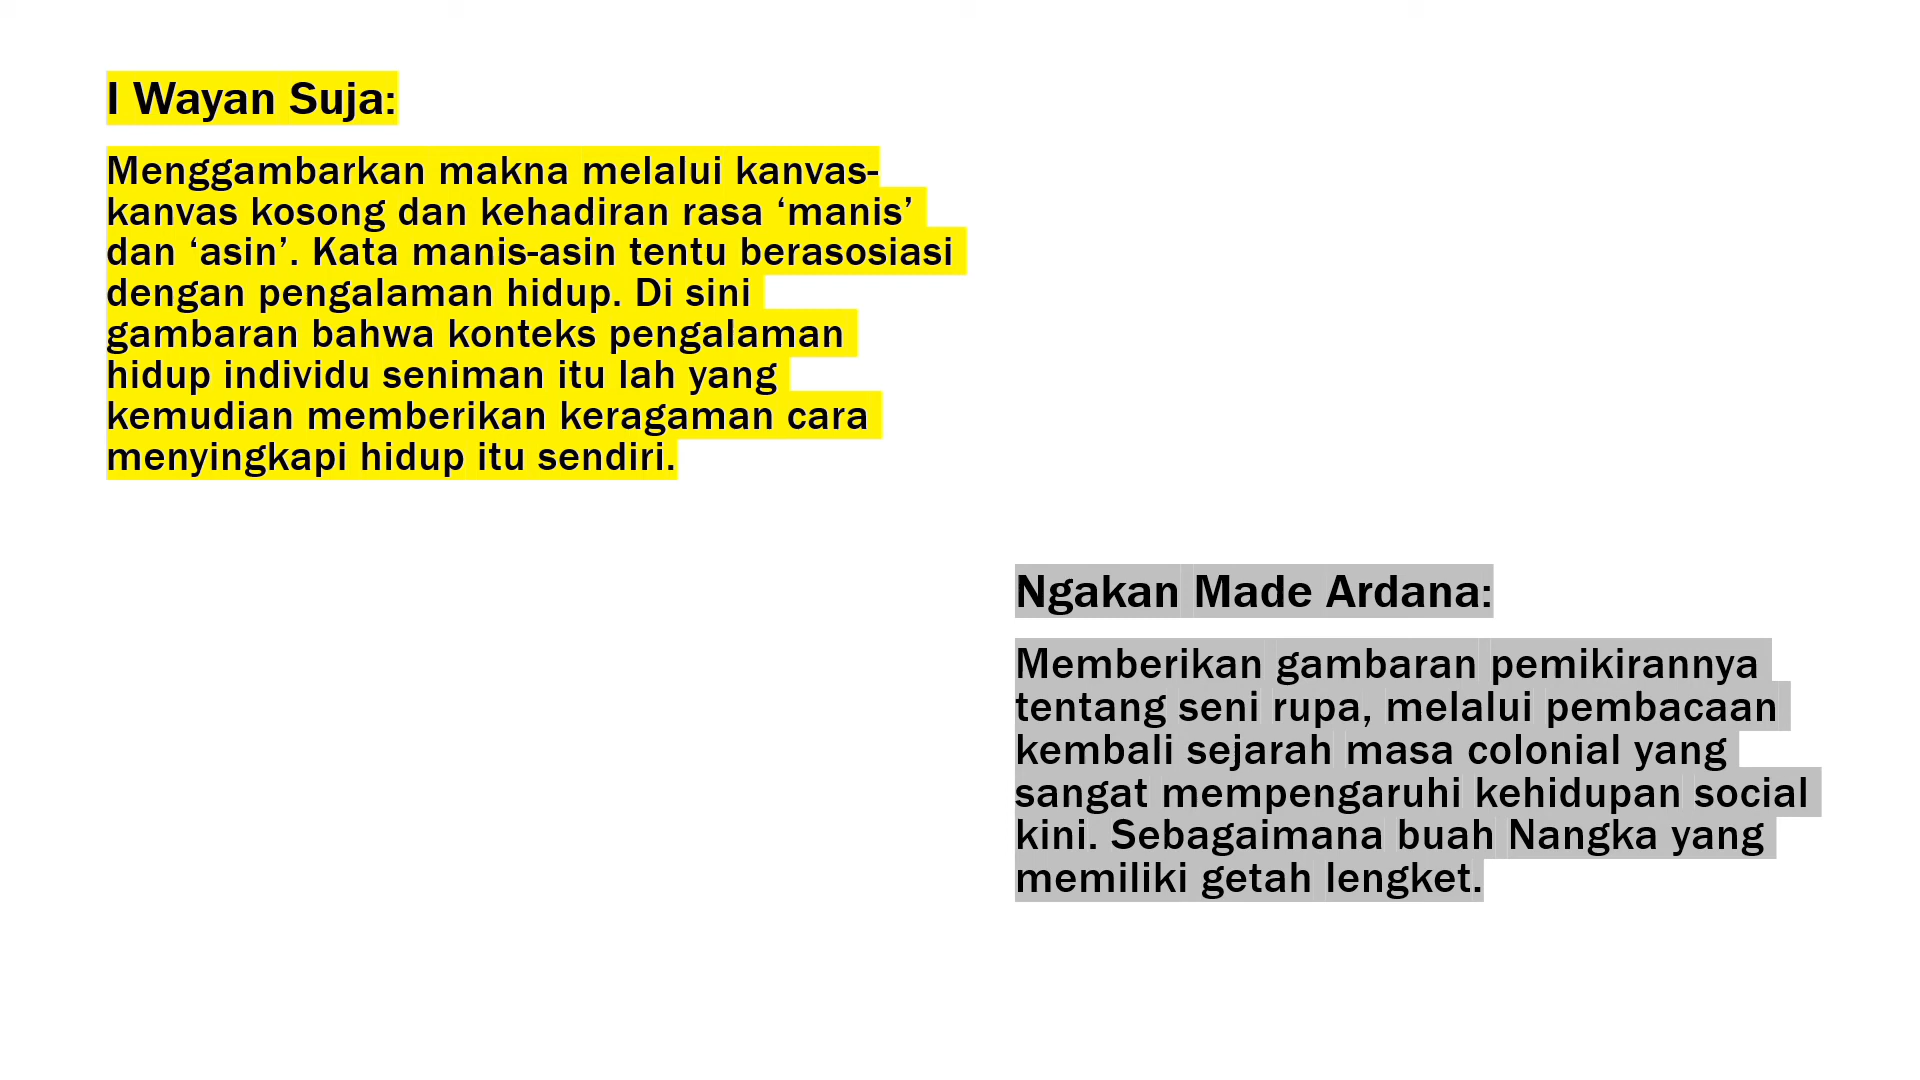 I Wayan Suja:
Menggambarkan makna melalui kanvas-
kanvas kosong dan kehadiran rasa ‘manis’
dan ‘asin’. Kata manis-asin tentu berasosiasi
dengan pengalaman hidup. Di sini
gambaran bahwa konteks pengalaman
hidup individu seniman itu lah yang
kemudian memberikan keragaman cara
menyingkapi hidup itu sendiri.
Ngakan Made Ardana:
Memberikan gambaran pemikirannya
tentang seni rupa, melalui pembacaan
kembali sejarah masa colonial yang
sangat mempengaruhi kehidupan social
kini. Sebagaimana buah Nangka yang
memiliki getah lengket.